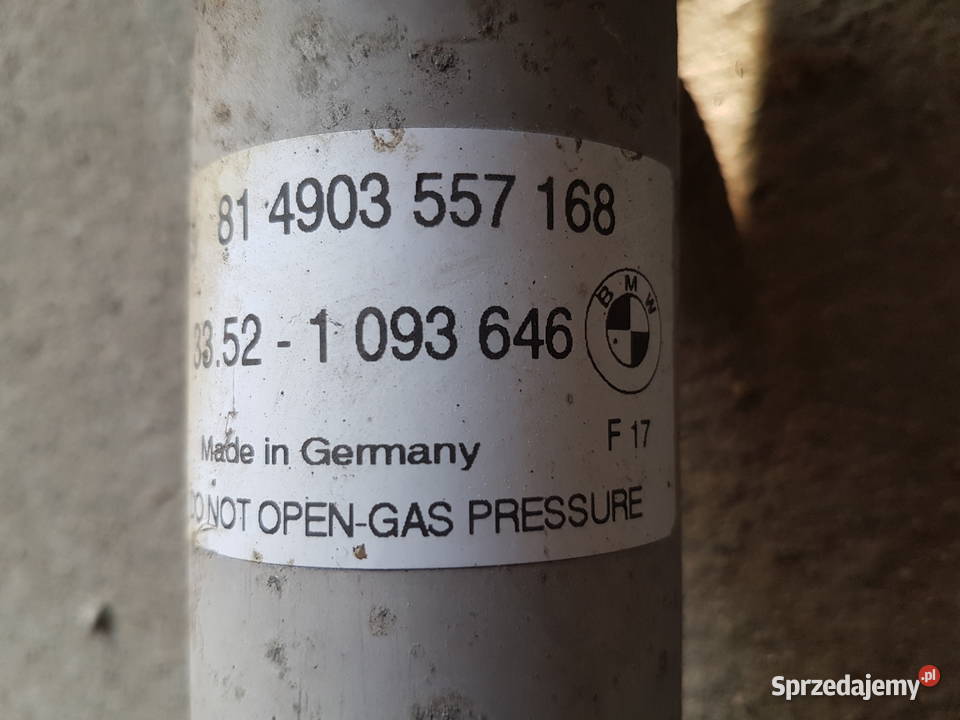 81 4903 557 168
33.52 - 1 093 646
BMW
F 17
Made in Germany
DO NOT OPEN-GAS PRESSURE
Sprzedajemy.pl